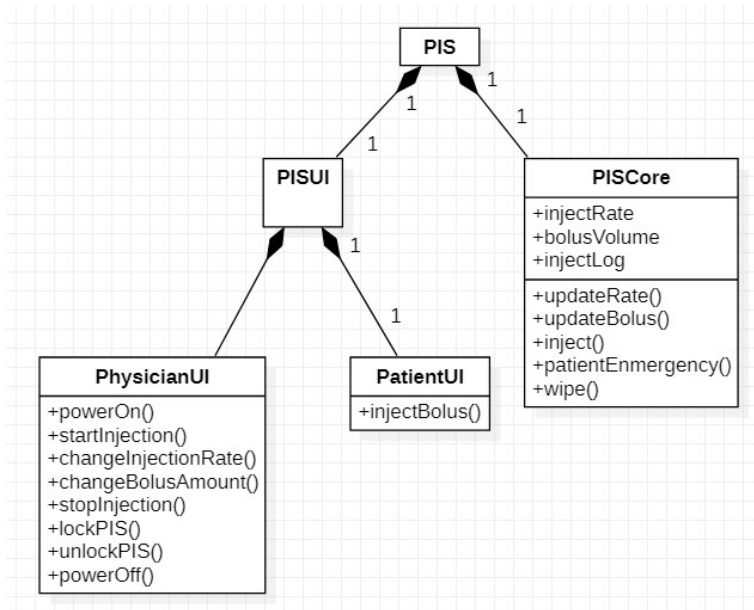 PIS
1
1
1
1
PISUI
PISCore
+injectRate
+bolusVolume
+injectLog
1
+updateRate()
+updateBolus()
+inject()
+patientEnmergency()
+wipe()
1
PhysicianUI
+powerOn()
+startInjection()
+changeInjectionRate()
+changeBolusAmount()
+stopInjection()
+lockPIS()
+unlockPIS()
+powerOff()
PatientUI
+injectBolus()